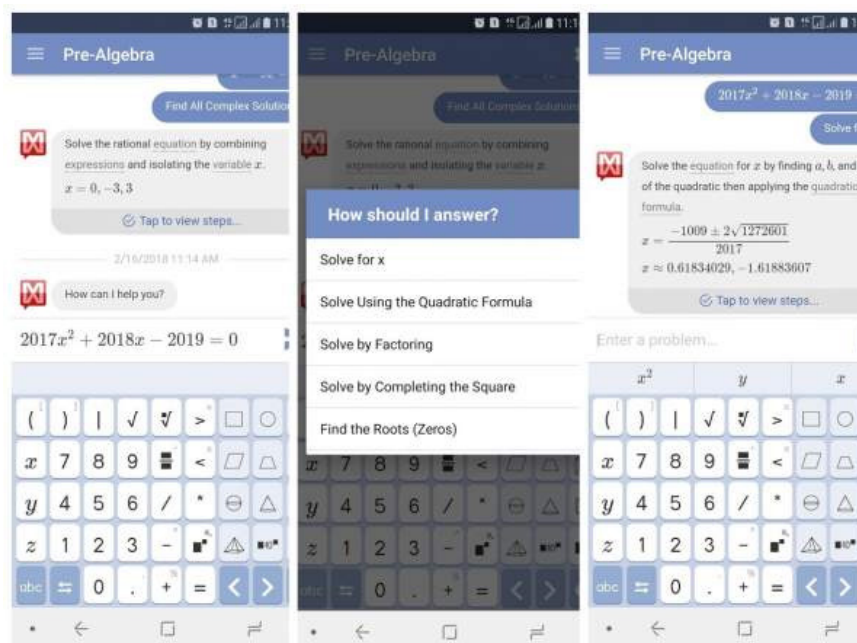 11:
Pre-Algebra
Find All Complex Solution
Solve the rational equation by combining
expressions and isolating the variable x.
x = 0, −3, 3
Tap to view steps...
2/16/2018 11:14 AM
How can I help you?
2017x² + 2018x − 2019 = 0
( ) | √ >
x 7 8 9 <
y 4 5 6 / *
z 1 2 3 −
abc 0 . + =
11:1
Pre-Algebra
Find All Complex Solution
Solve the rational equation by combining
expressions and isolating the variable x.
x = 0, −3, 3
How should I answer?
Solve for x
Solve Using the Quadratic Formula
Solve by Factoring
Solve by Completing the Square
Find the Roots (Zeros)
x 7 8 9 <
y 4 5 6 / *
z 1 2 3 −
abc 0 . + =
Pre-Algebra
2017x² + 2018x − 2019
Solve f
Solve the equation for x by finding a, b, and
of the quadratic then applying the quadratic
formula.
x = (−1009 ± 2√1272601) / 2017
x ≈ 0.61834029, −1.61883607
Tap to view steps...
Enter a problem...
x² y x
( ) | √ >
x 7 8 9 <
y 4 5 6 / *
z 1 2 3 −
abc 0 . + =